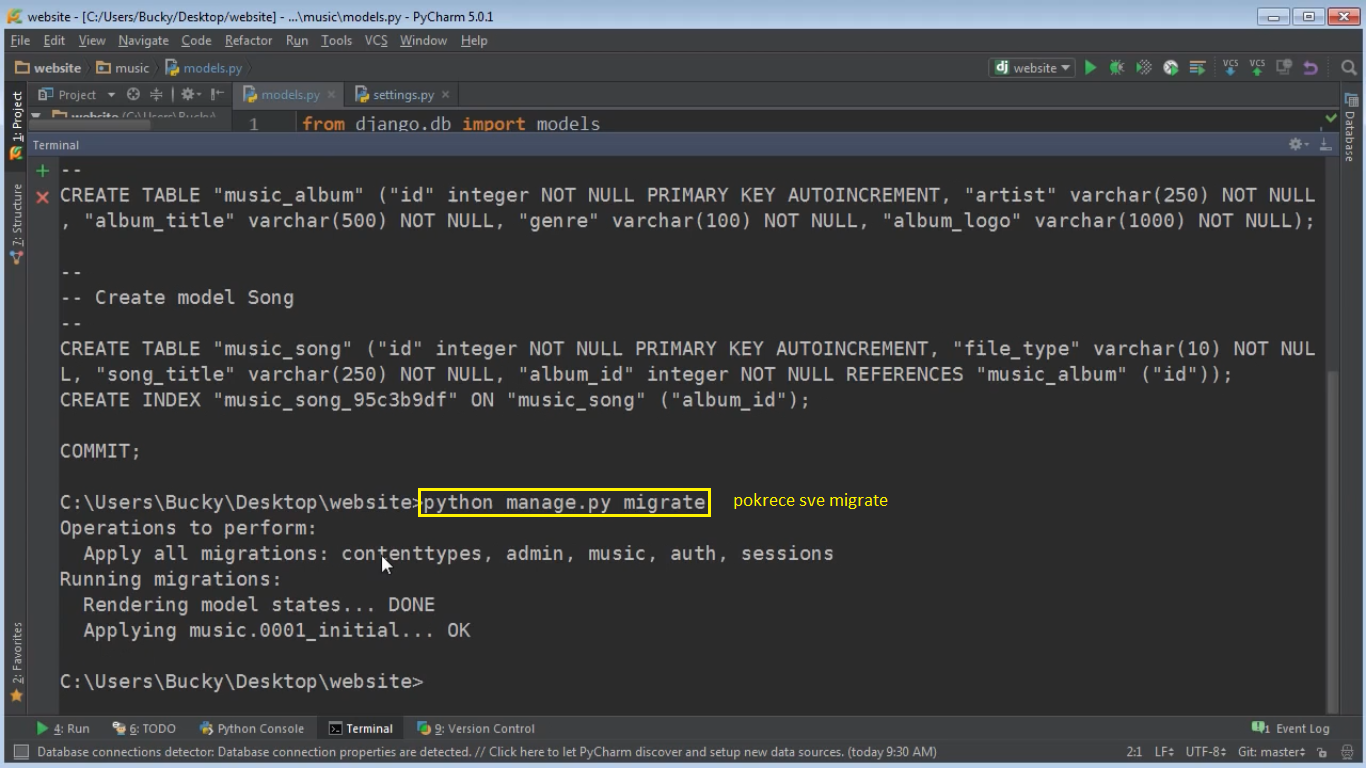 website - [C:/Users/Bucky/Desktop/website] - ...\music\models.py - PyCharm 5.0.1
File Edit View Navigate Code Refactor Run Tools VCS Window Help
website music models.py website VCS VCS
Project models.py settings.py
1: Project
7: Structure
2: Favorites
Database
1 from django.db import models
Terminal
--
CREATE TABLE "music_album" ("id" integer NOT NULL PRIMARY KEY AUTOINCREMENT, "artist" varchar(250) NOT NULL
, "album_title" varchar(500) NOT NULL, "genre" varchar(100) NOT NULL, "album_logo" varchar(1000) NOT NULL);
--
-- Create model Song
--
CREATE TABLE "music_song" ("id" integer NOT NULL PRIMARY KEY AUTOINCREMENT, "file_type" varchar(10) NOT NUL
L, "song_title" varchar(250) NOT NULL, "album_id" integer NOT NULL REFERENCES "music_album" ("id"));
CREATE INDEX "music_song_95c3b9df" ON "music_song" ("album_id");
COMMIT;
C:\Users\Bucky\Desktop\website>python manage.py migrate pokrece sve migrate
Operations to perform:
Apply all migrations: contenttypes, admin, music, auth, sessions
Running migrations:
Rendering model states... DONE
Applying music.0001_initial... OK
C:\Users\Bucky\Desktop\website>
4: Run 6: TODO Python Console Terminal 9: Version Control 1 Event Log
Database connections detector: Database connection properties are detected. // Click here to let PyCharm discover and setup new data sources. (today 9:30 AM) 2:1 LF UTF-8 Git: master